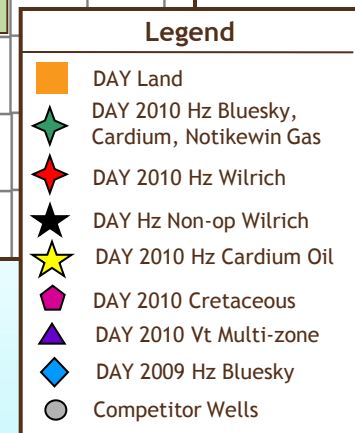 Legend
DAY Land
DAY 2010 Hz Bluesky,
Cardium, Notikewin Gas
DAY 2010 Hz Wilrich
DAY Hz Non-op Wilrich
DAY 2010 Hz Cardium Oil
DAY 2010 Cretaceous
DAY 2010 Vt Multi-zone
DAY 2009 Hz Bluesky
Competitor Wells